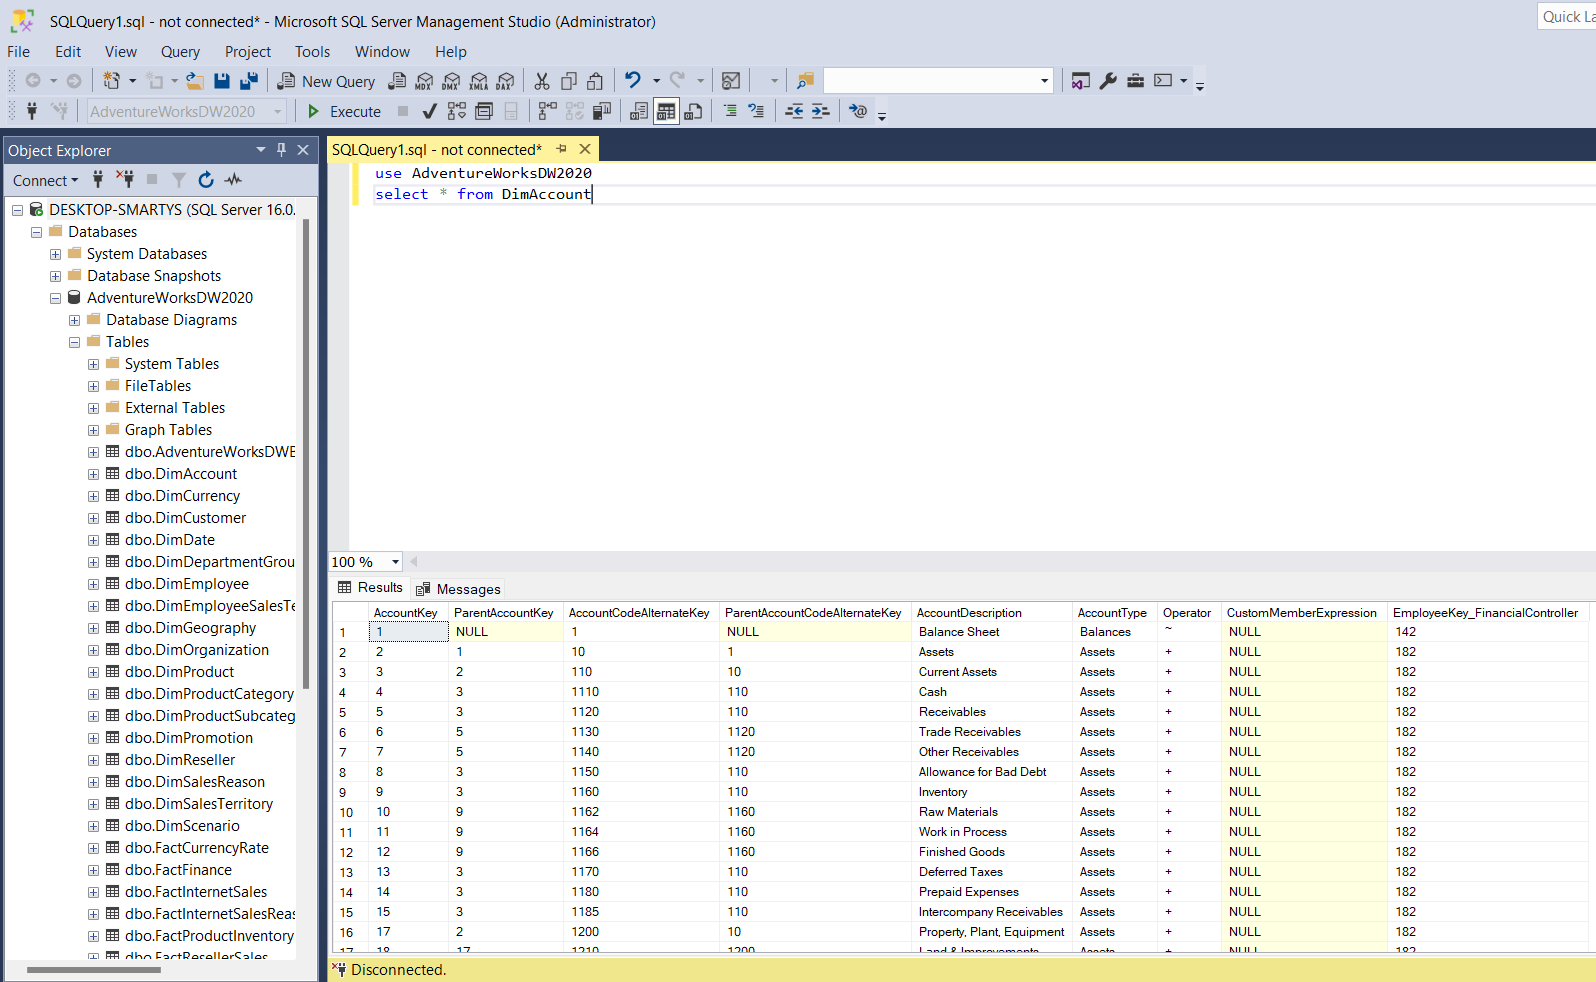 SQLQuery1.sql - not connected* - Microsoft SQL Server Management Studio (Administrator)
Quick La
File Edit View Query Project Tools Window Help
New Query MDX DMX XMLA DAX
AdventureWorksDW2020 Execute
Object Explorer
Connect
DESKTOP-SMARTYS (SQL Server 16.0.
Databases
System Databases
Database Snapshots
AdventureWorksDW2020
Database Diagrams
Tables
System Tables
FileTables
External Tables
Graph Tables
dbo.AdventureWorksDWB
dbo.DimAccount
dbo.DimCurrency
dbo.DimCustomer
dbo.DimDate
dbo.DimDepartmentGrou
dbo.DimEmployee
dbo.DimEmployeeSalesTe
dbo.DimGeography
dbo.DimOrganization
dbo.DimProduct
dbo.DimProductCategory
dbo.DimProductSubcateg
dbo.DimPromotion
dbo.DimReseller
dbo.DimSalesReason
dbo.DimSalesTerritory
dbo.DimScenario
dbo.FactCurrencyRate
dbo.FactFinance
dbo.FactInternetSales
dbo.FactInternetSalesReas
dbo.FactProductInventory
dbo.FactResellerSales
SQLQuery1.sql - not connected*
use AdventureWorksDW2020
select * from DimAccount
100 %
Results Messages
AccountKey ParentAccountKey AccountCodeAlternateKey ParentAccountCodeAlternateKey AccountDescription AccountType Operator CustomMemberExpression EmployeeKey_FinancialController
1 1 NULL 1 NULL Balance Sheet Balances ~ NULL 142
2 2 1 10 1 Assets Assets + NULL 182
3 3 2 110 10 Current Assets Assets + NULL 182
4 4 3 1110 110 Cash Assets + NULL 182
5 5 3 1120 110 Receivables Assets + NULL 182
6 6 5 1130 1120 Trade Receivables Assets + NULL 182
7 7 5 1140 1120 Other Receivables Assets + NULL 182
8 8 3 1150 110 Allowance for Bad Debt Assets + NULL 182
9 9 3 1160 110 Inventory Assets + NULL 182
10 10 9 1162 1160 Raw Materials Assets + NULL 182
11 11 9 1164 1160 Work in Process Assets + NULL 182
12 12 9 1166 1160 Finished Goods Assets + NULL 182
13 13 3 1170 110 Deferred Taxes Assets + NULL 182
14 14 3 1180 110 Prepaid Expenses Assets + NULL 182
15 15 3 1185 110 Intercompany Receivables Assets + NULL 182
16 17 2 1200 10 Property, Plant, Equipment Assets + NULL 182
17 18 17 1210 1200 Land & Improvements Assets + NULL 182
Disconnected.